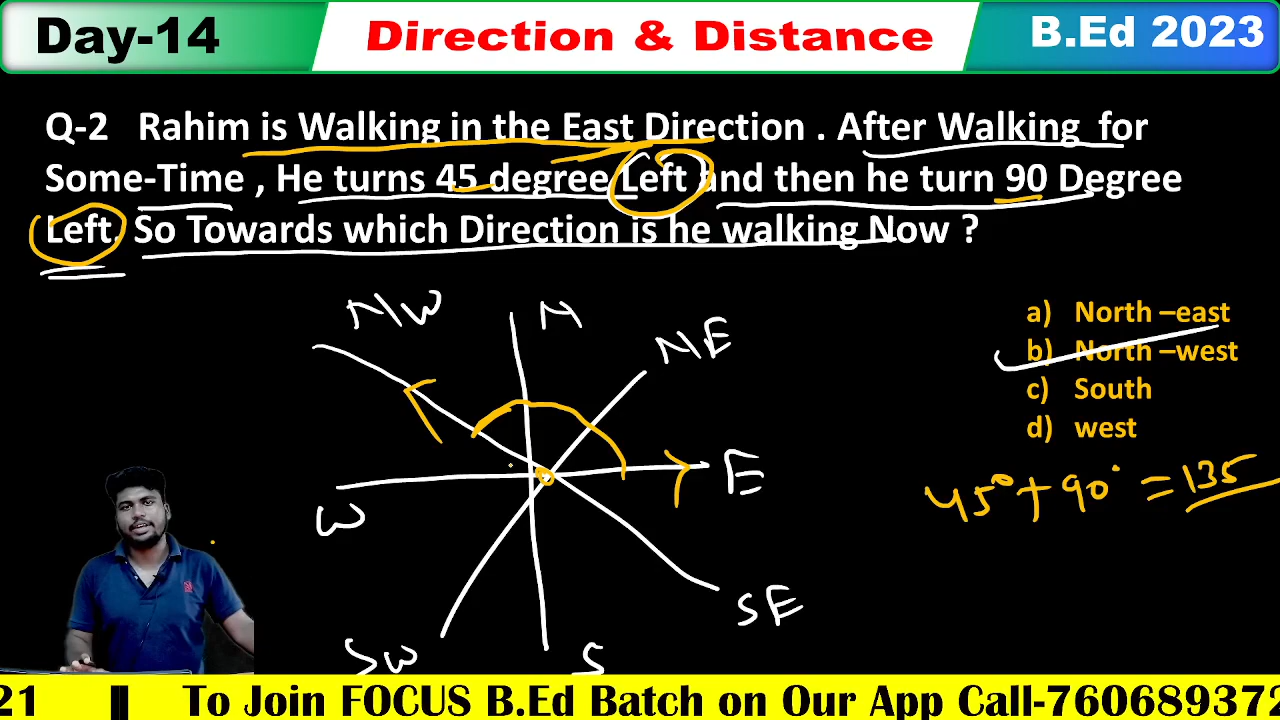 Day-14
Direction & Distance
B.Ed 2023
Q-2 Rahim is Walking in the East Direction . After Walking for
Some-Time , He turns 45 degree Left and then he turn 90 Degree
Left. So Towards which Direction is he walking Now ?
NW
N
NE
a) North –east
b) North –west
c) South
d) west
E
45° + 90° = 135
W
SE
SW
S
21 || To Join FOCUS B.Ed Batch on Our App Call-760689372